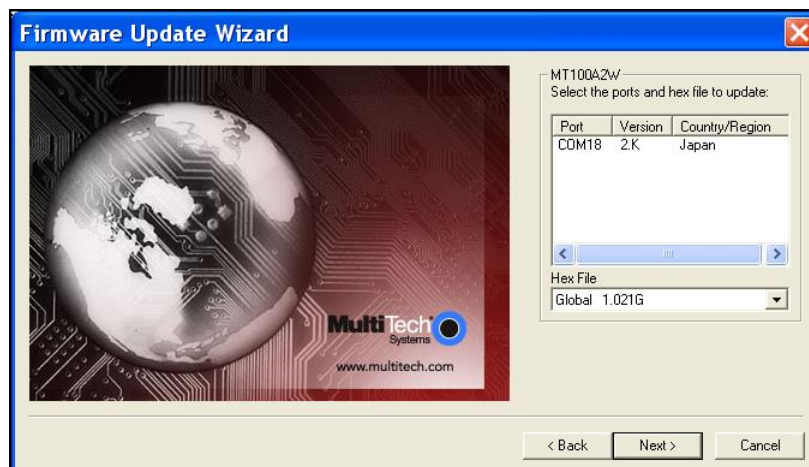 Firmware Update Wizard
MT100A2W
Select the ports and hex file to update:
Port Version Country/Region
COM18 2.K Japan
Hex File
Global 1.021G
MultiTech
Systems
www.multitech.com
< Back Next > Cancel